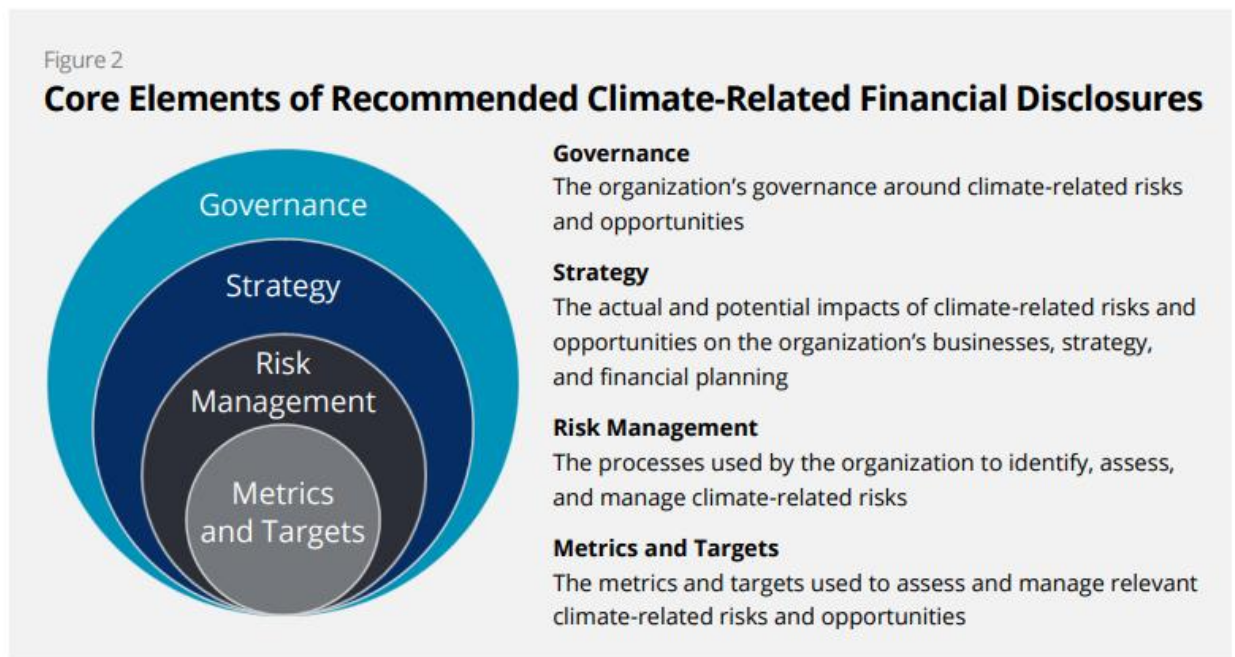 Figure 2
Core Elements of Recommended Climate-Related Financial Disclosures
Governance
Strategy
Risk
Management
Metrics
and Targets
Governance
The organization’s governance around climate-related risks
and opportunities
Strategy
The actual and potential impacts of climate-related risks and
opportunities on the organization’s businesses, strategy,
and financial planning
Risk Management
The processes used by the organization to identify, assess,
and manage climate-related risks
Metrics and Targets
The metrics and targets used to assess and manage relevant
climate-related risks and opportunities